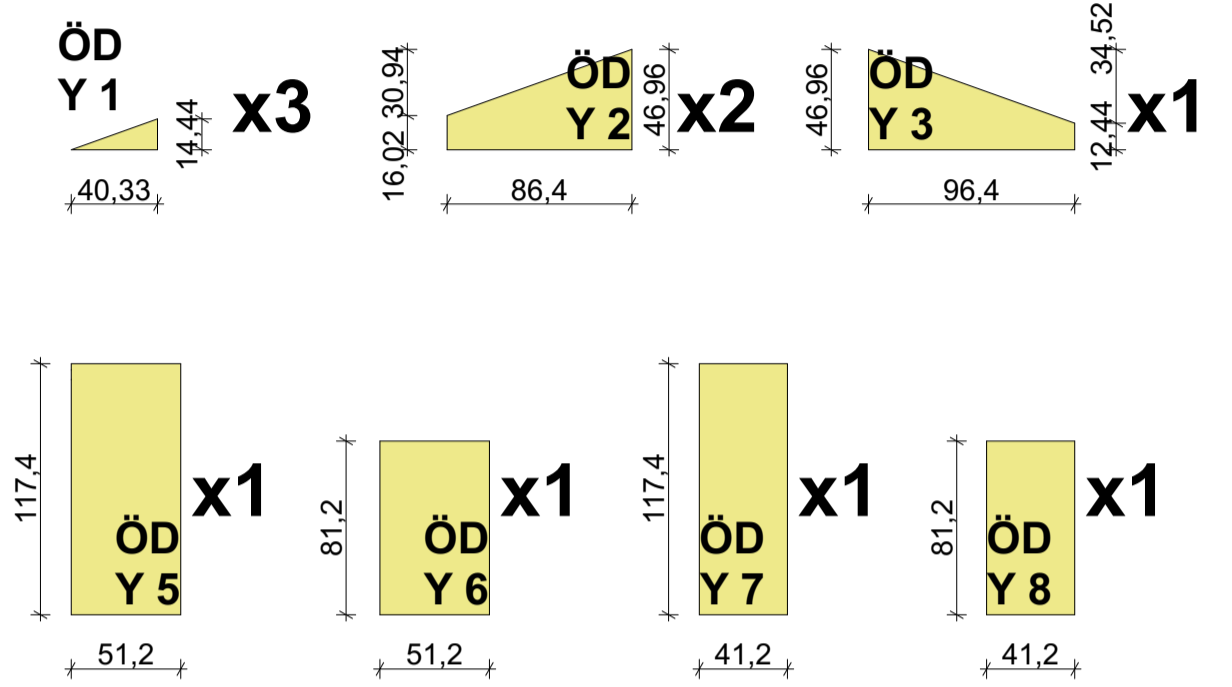 ÖD
Y 1
x3
14,44
40,33
30,94
16,02
ÖD
Y 2
46,96
x2
86,4
46,96
ÖD
Y 3
34,52
12,44
x1
96,4
117,4
ÖD
Y 5
x1
51,2
81,2
ÖD
Y 6
x1
51,2
117,4
ÖD
Y 7
x1
41,2
81,2
ÖD
Y 8
x1
41,2